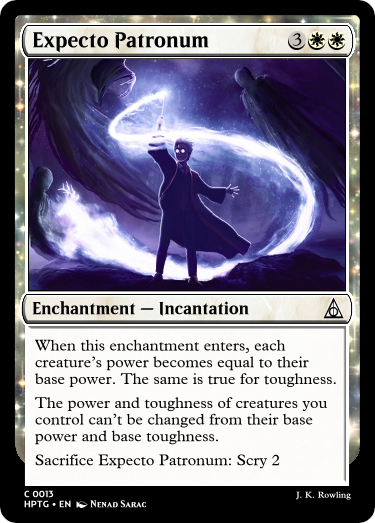 Expecto Patronum 3
Enchantment — Incantation
When this enchantment enters, each
creature's power becomes equal to their
base power. The same is true for toughness.
The power and toughness of creatures you
control can't be changed from their base
power and base toughness.
Sacrifice Expecto Patronum: Scry 2
C 0013
HPTG • EN Nenad Sarac
J. K. Rowling